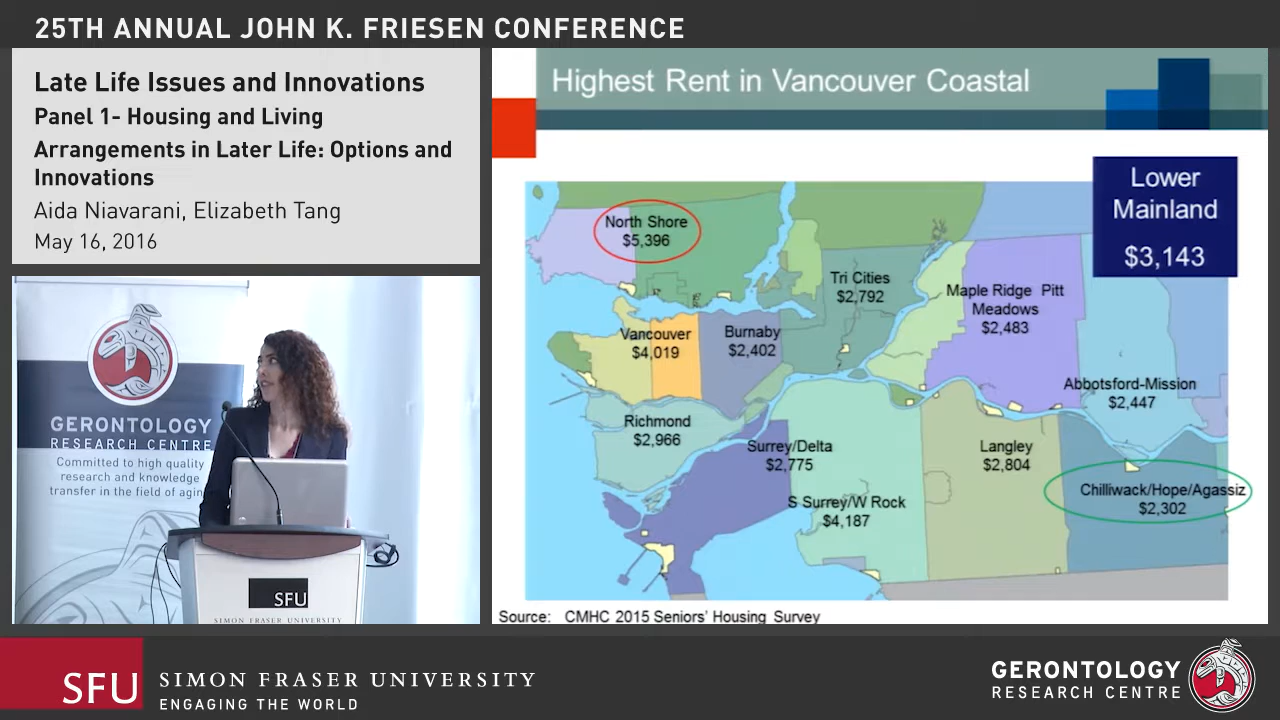 25TH ANNUAL JOHN K. FRIESEN CONFERENCE
Late Life Issues and Innovations
Panel 1- Housing and Living
Arrangements in Later Life: Options and
Innovations
Aida Niavarani, Elizabeth Tang
May 16, 2016
Highest Rent in Vancouver Coastal
Lower
Mainland
$3,143
North Shore
$5,396
Tri Cities
$2,792
Maple Ridge Pitt
Meadows
$2,483
Vancouver
$4,019
Burnaby
$2,402
Abbotsford-Mission
$2,447
Richmond
$2,966
Surrey/Delta
$2,775
Langley
$2,804
Chilliwack/Hope/Agassiz
$2,302
S Surrey/W Rock
$4,187
Source: CMHC 2015 Seniors' Housing Survey
GERONTOLOGY
RESEARCH CENTRE
Committed to high quality
research and knowledge
transfer in the field of agin
SFU
SIMON FRASER UNIVERSITY
SFU
SIMON FRASER UNIVERSITY
ENGAGING THE WORLD
GERONTOLOGY
RESEARCH CENTRE